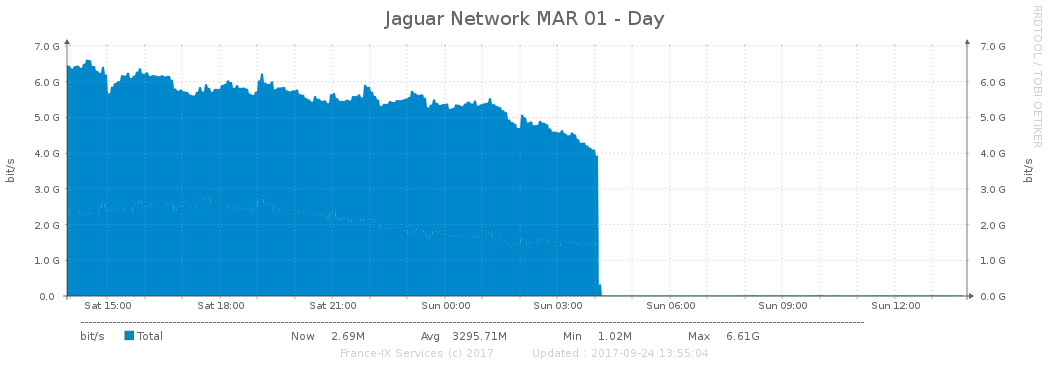 Jaguar Network MAR 01 - Day
RRDTOOL / TOBI OETIKER
7.0 G 7.0 G
6.0 G 6.0 G
5.0 G 5.0 G
4.0 G 4.0 G
3.0 G 3.0 G
2.0 G 2.0 G
1.0 G 1.0 G
0.0 0.0 G
bit/s bit/s
Sat 15:00 Sat 18:00 Sat 21:00 Sun 00:00 Sun 03:00 Sun 06:00 Sun 09:00 Sun 12:00
bit/s Total Now 2.69M Avg 3295.71M Min 1.02M Max 6.61G
France-IX Services (c) 2017 Updated : 2017-09-24 13:55:04